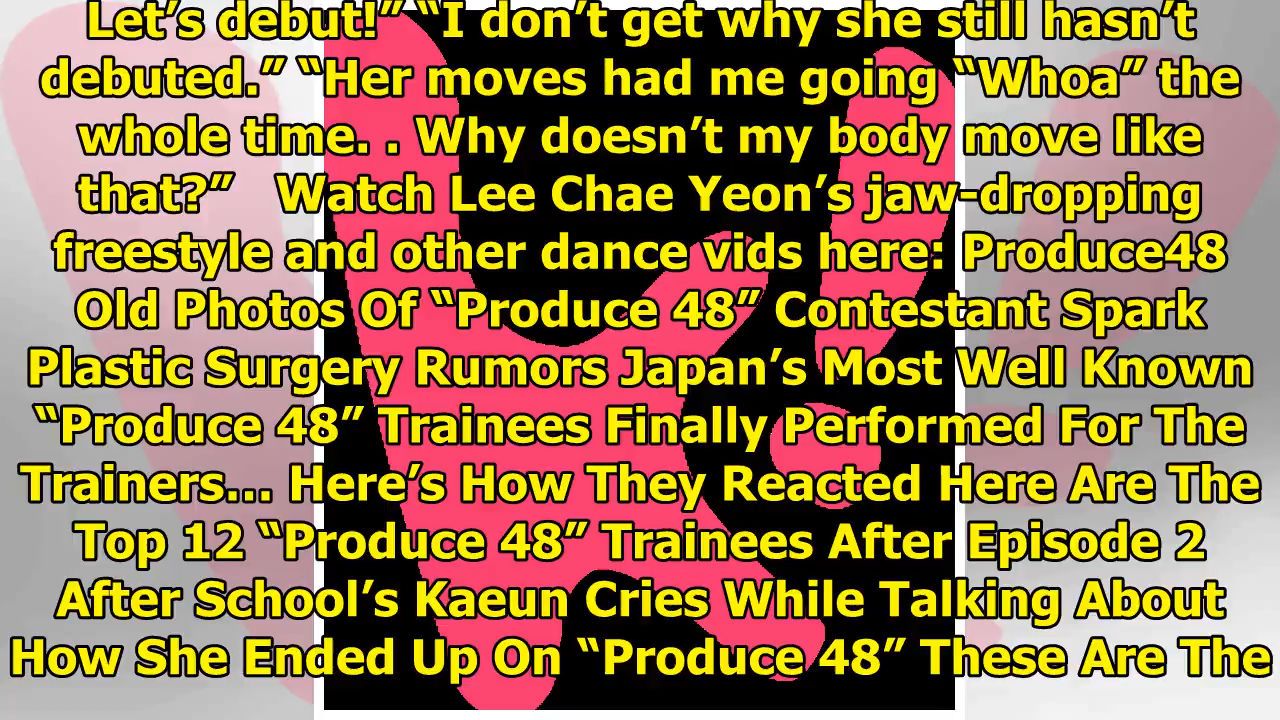 Let’s debut!” “I don’t get why she still hasn’t
debuted.” “Her moves had me going “Whoa” the
whole time. . Why doesn’t my body move like
that?”   Watch Lee Chae Yeon’s jaw-dropping
freestyle and other dance vids here: Produce48
Old Photos Of “Produce 48” Contestant Spark
Plastic Surgery Rumors Japan’s Most Well Known
“Produce 48” Trainees Finally Performed For The
Trainers... Here’s How They Reacted Here Are The
Top 12 “Produce 48” Trainees After Episode 2
After School’s Kaeun Cries While Talking About
How She Ended Up On “Produce 48” These Are The